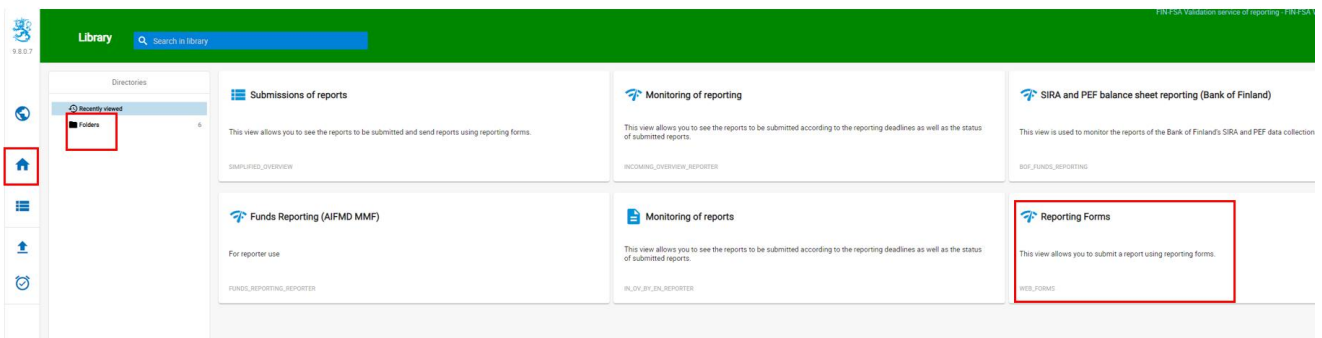 FIN-FSA Validation service of reporting - FIN-FSA
9.8.0.7
Library
Search in library
Directories
Recently viewed
Folders 6
Submissions of reports
This view allows you to see the reports to be submitted and send reports using reporting forms.
SIMPLIFIED_OVERVIEW
Monitoring of reporting
This view allows you to see the reports to be submitted according to the reporting deadlines as well as the status
of submitted reports.
INCOMING_OVERVIEW_REPORTER
SIRA and PEF balance sheet reporting (Bank of Finland)
This view is used to monitor the reports of the Bank of Finland's SIRA and PEF data collection
BOF_FUNDS_REPORTING
Funds Reporting (AIFMD MMF)
For reporter use
FUNDS_REPORTING_REPORTER
Monitoring of reports
This view allows you to see the reports to be submitted according to the reporting deadlines as well as the status
of submitted reports.
IN_OV_BY_EN_REPORTER
Reporting Forms
This view allows you to submit a report using reporting forms.
WEB_FORMS